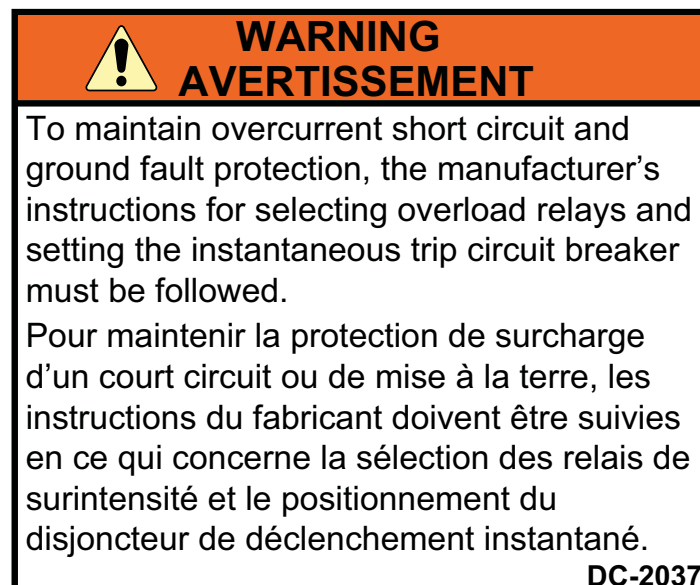 WARNING
AVERTISSEMENT
To maintain overcurrent short circuit and
ground fault protection, the manufacturer’s
instructions for selecting overload relays and
setting the instantaneous trip circuit breaker
must be followed.
Pour maintenir la protection de surcharge
d’un court circuit ou de mise à la terre, les
instructions du fabricant doivent être suivies
en ce qui concerne la sélection des relais de
surintensité et le positionnement du
disjoncteur de déclenchement instantané.
DC-2037